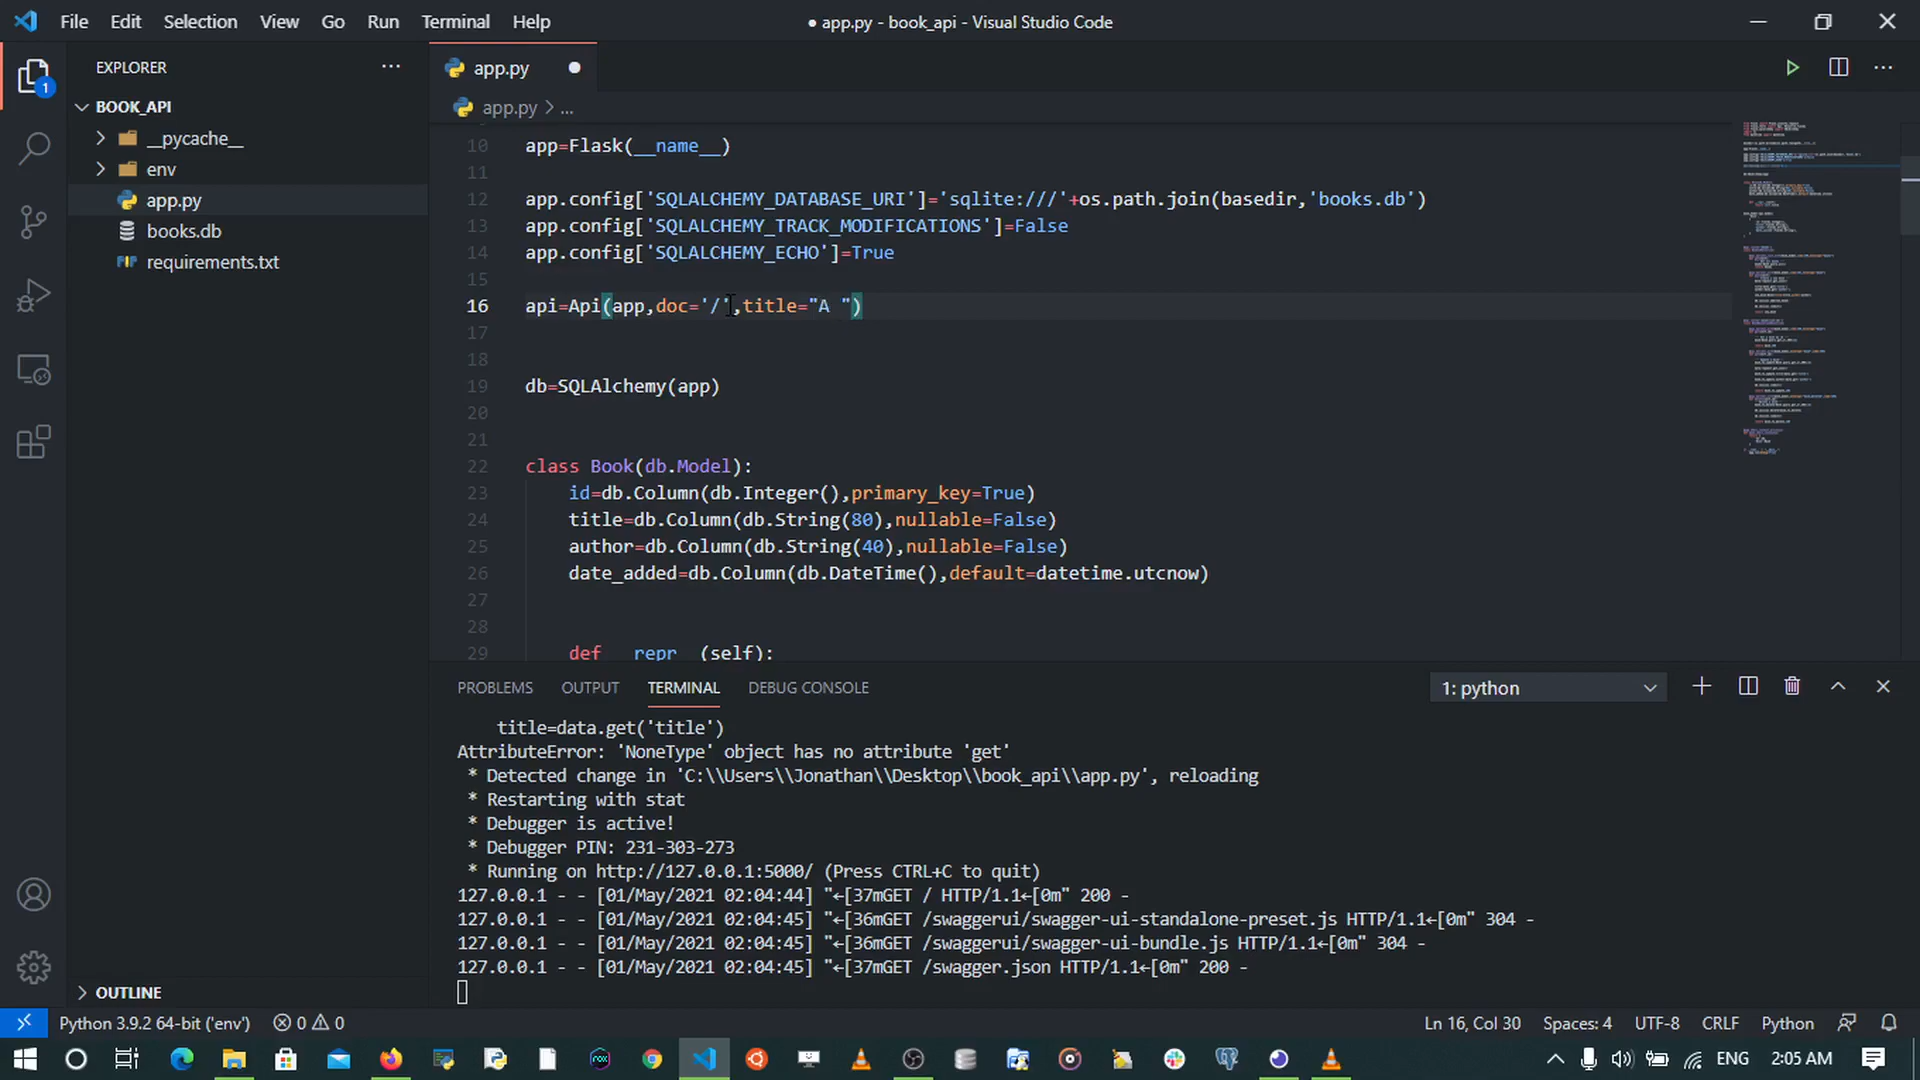 File Edit Selection View Go Run Terminal Help
● app.py - book_api - Visual Studio Code
EXPLORER
1
BOOK_API
__pycache__
env
app.py
books.db
requirements.txt
OUTLINE
app.py
app.py > ...
10 app=Flask(__name__)
11
12 app.config['SQLALCHEMY_DATABASE_URI']='sqlite:///'+os.path.join(basedir,'books.db')
13 app.config['SQLALCHEMY_TRACK_MODIFICATIONS']=False
14 app.config['SQLALCHEMY_ECHO']=True
15
16 api=Api(app,doc='/',title="A ")
17
18
19 db=SQLAlchemy(app)
20
21
22 class Book(db.Model):
23 id=db.Column(db.Integer(),primary_key=True)
24 title=db.Column(db.String(80),nullable=False)
25 author=db.Column(db.String(40),nullable=False)
26 date_added=db.Column(db.DateTime(),default=datetime.utcnow)
27
28
29 def __repr__(self):
PROBLEMS OUTPUT TERMINAL DEBUG CONSOLE
1: python
title=data.get('title')
AttributeError: 'NoneType' object has no attribute 'get'
* Detected change in 'C:\\Users\\Jonathan\\Desktop\\book_api\\app.py', reloading
* Restarting with stat
* Debugger is active!
* Debugger PIN: 231-303-273
* Running on http://127.0.0.1:5000/ (Press CTRL+C to quit)
127.0.0.1 - - [01/May/2021 02:04:44] "←[37mGET / HTTP/1.1←[0m" 200 -
127.0.0.1 - - [01/May/2021 02:04:45] "←[36mGET /swaggerui/swagger-ui-standalone-preset.js HTTP/1.1←[0m" 304 -
127.0.0.1 - - [01/May/2021 02:04:45] "←[36mGET /swaggerui/swagger-ui-bundle.js HTTP/1.1←[0m" 304 -
127.0.0.1 - - [01/May/2021 02:04:45] "←[37mGET /swagger.json HTTP/1.1←[0m" 200 -
Python 3.9.2 64-bit ('env') 0 0
Ln 16, Col 30 Spaces: 4 UTF-8 CRLF Python
ENG 2:05 AM